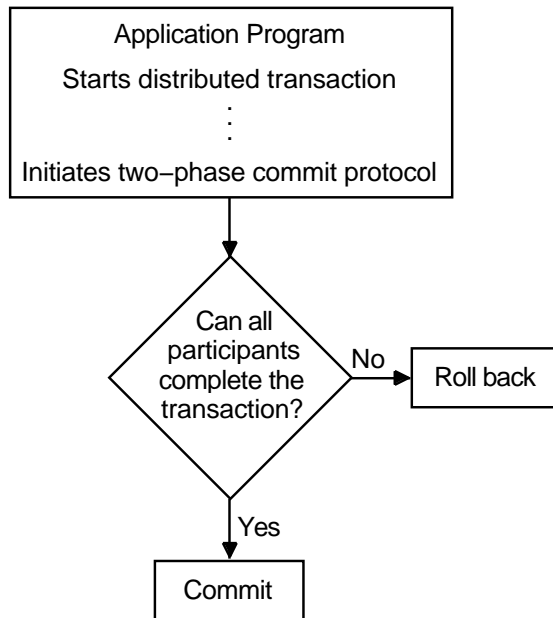 Application Program
Starts distributed transaction
.
.
.
Initiates two−phase commit protocol
Can all
participants
complete the
transaction?
No
Roll back
Yes
Commit